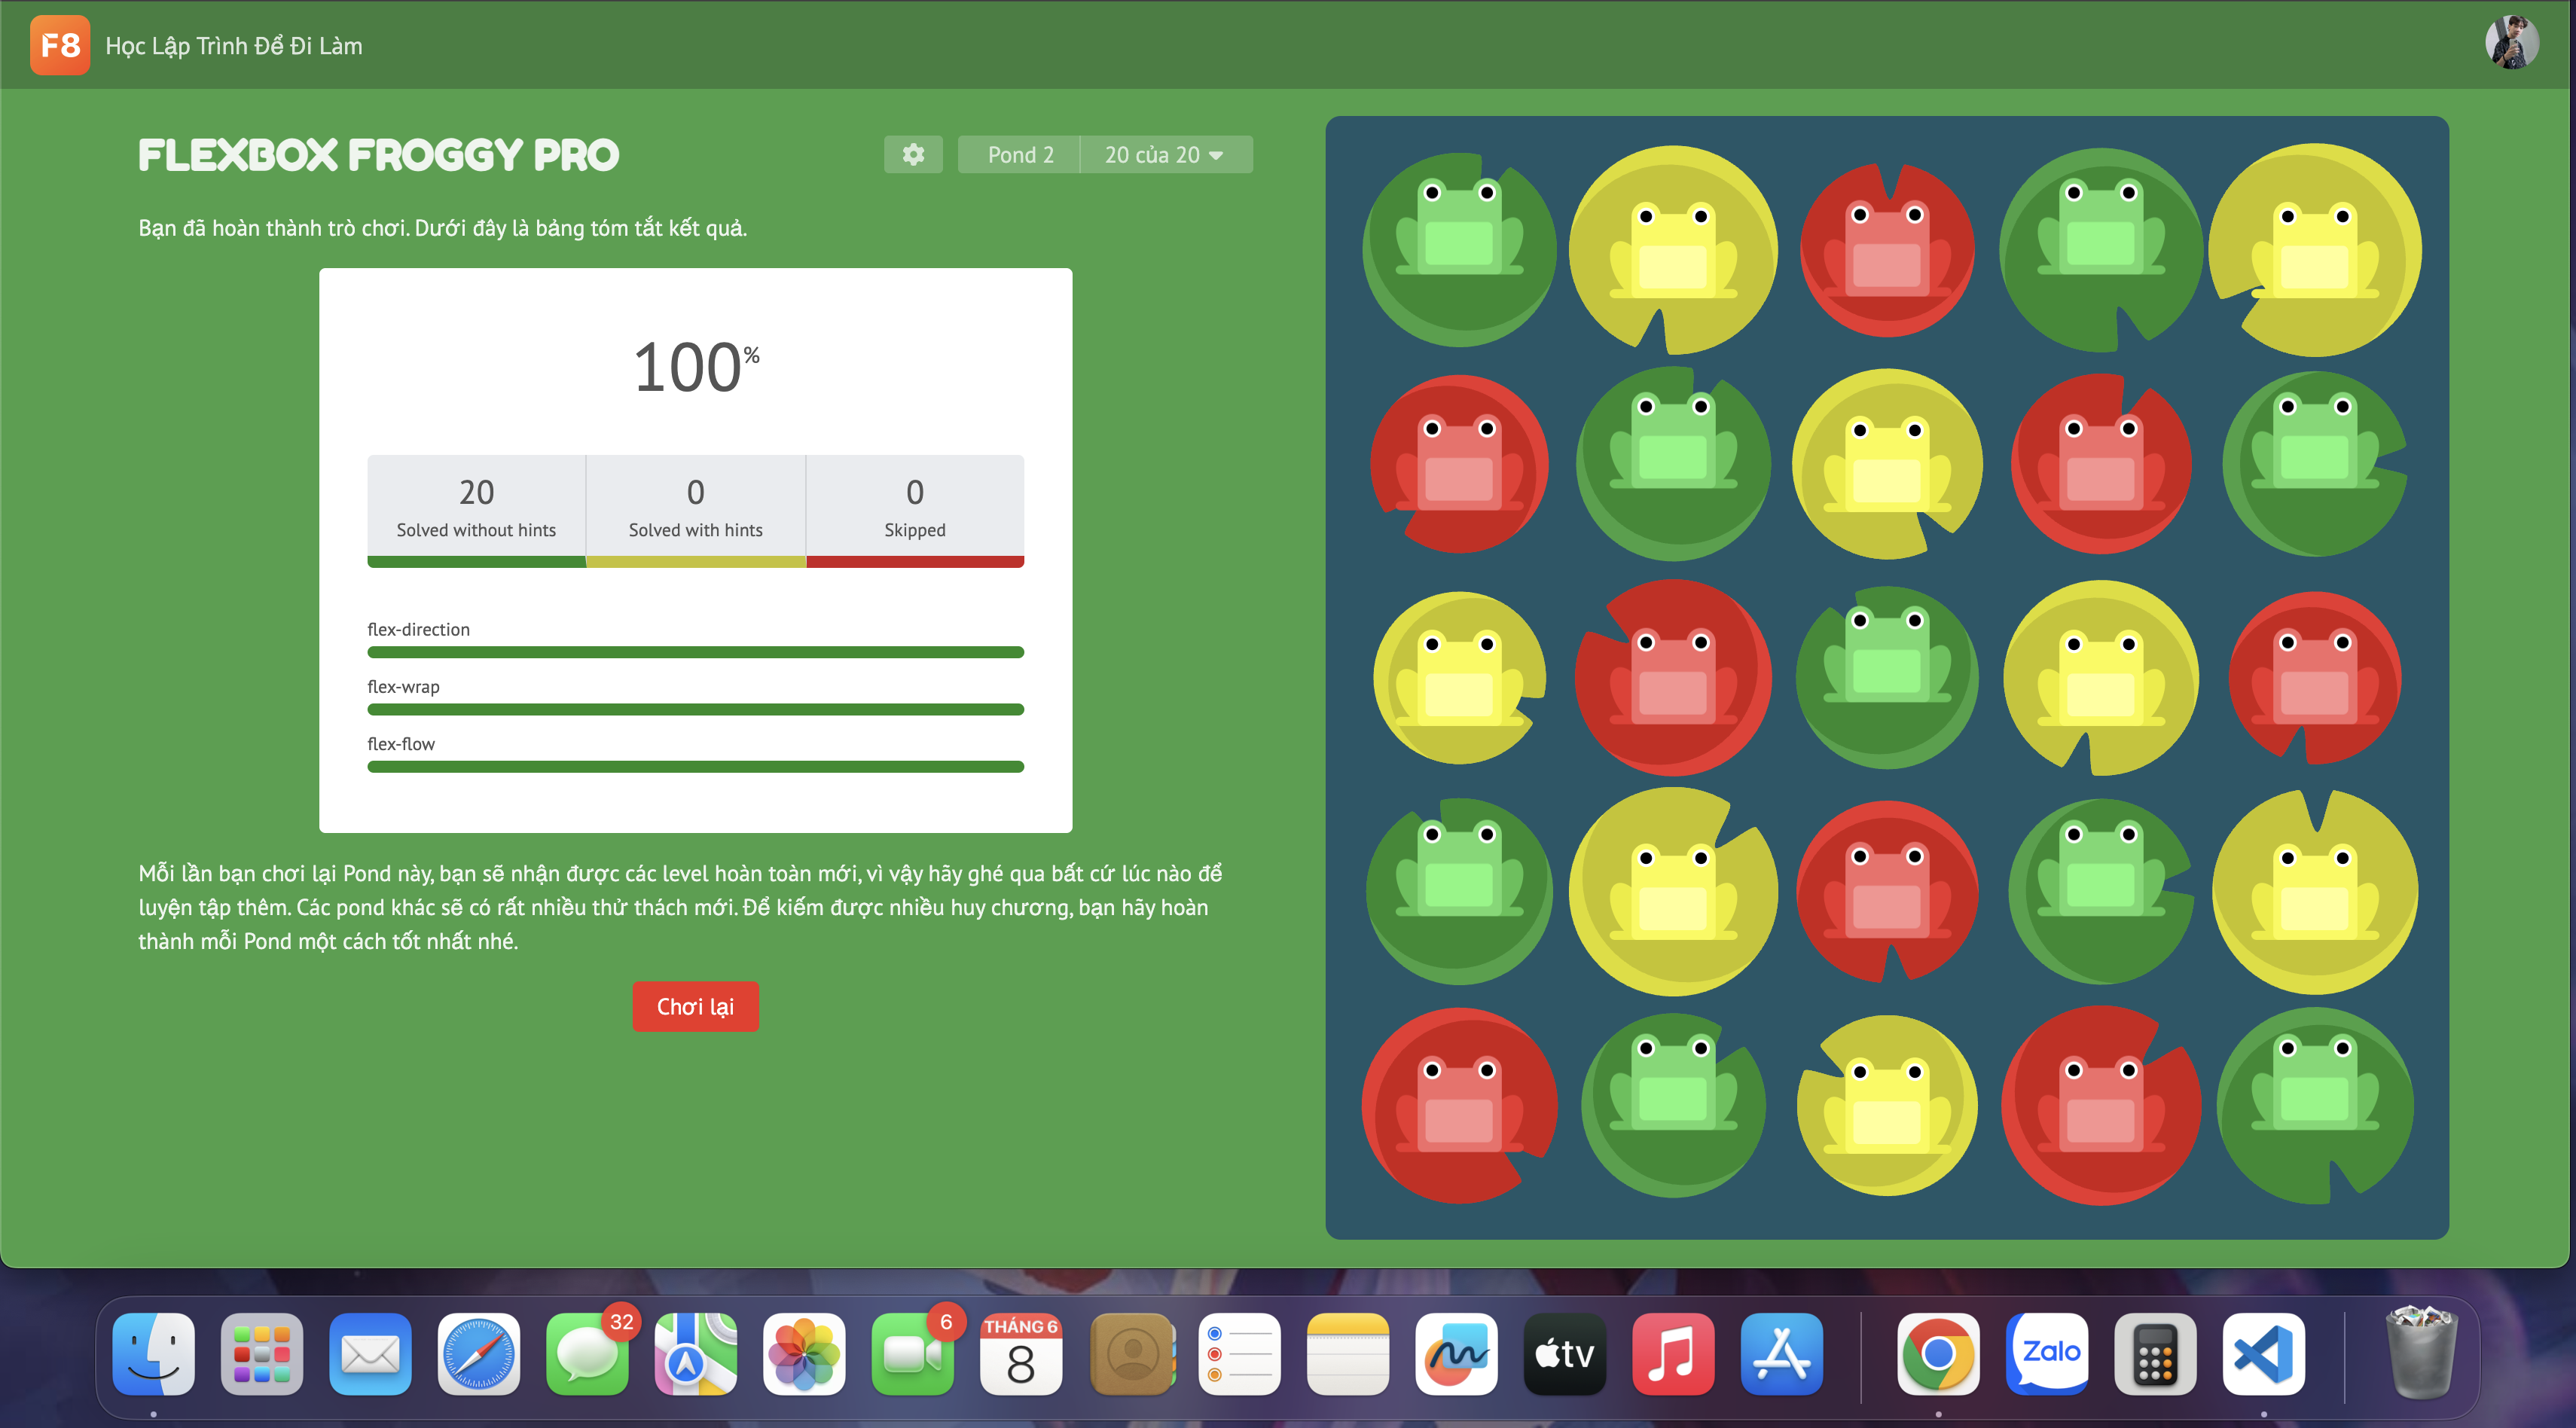 F8 Học Lập Trình Để Đi Làm
FLEXBOX FROGGY PRO
Pond 2
20 của 20
Bạn đã hoàn thành trò chơi. Dưới đây là bảng tóm tắt kết quả.
100%
20
Solved without hints
0
Solved with hints
0
Skipped
flex-direction
flex-wrap
flex-flow
Mỗi lần bạn chơi lại Pond này, bạn sẽ nhận được các level hoàn toàn mới, vì vậy hãy ghé qua bất cứ lúc nào để
luyện tập thêm. Các pond khác sẽ có rất nhiều thử thách mới. Để kiếm được nhiều huy chương, bạn hãy hoàn
thành mỗi Pond một cách tốt nhất nhé.
Chơi lại
32
6
THÁNG 6
8
tv
Zalo